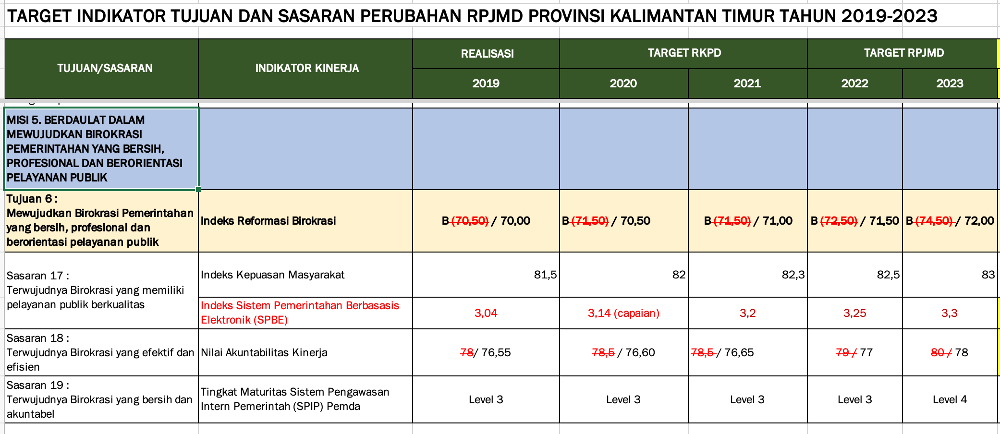 TARGET INDIKATOR TUJUAN DAN SASARAN PERUBAHAN RPJMD PROVINSI KALIMANTAN TIMUR TAHUN 2019-2023
TUJUAN/SASARAN
INDIKATOR KINERJA
REALISASI
TARGET RKPD
TARGET RPJMD
2019
2020
2021
2022
2023
MISI 5. BERDAULAT DALAM
MEWUJUDKAN BIROKRASI
PEMERINTAHAN YANG BERSIH,
PROFESIONAL DAN BERORIENTASI
PELAYANAN PUBLIK
Tujuan 6 :
Mewujudkan Birokrasi Pemerintahan
yang bersih, profesional dan
berorientasi pelayanan publik
Indeks Reformasi Birokrasi
B (70,50) / 70,00
B (71,50) / 70,50
B (71,50) / 71,00
B (72,50) / 71,50
B (74,50) / 72,00
Sasaran 17 :
Terwujudnya Birokrasi yang memiliki
pelayanan publik berkualitas
Indeks Kepuasan Masyarakat
81,5
82
82,3
82,5
83
Indeks Sistem Pemerintahan Berbasasis
Elektronik (SPBE)
3,04
3,14 (capaian)
3,2
3,25
3,3
Sasaran 18 :
Terwujudnya Birokrasi yang efektif dan
efisien
Nilai Akuntabilitas Kinerja
78/ 76,55
78,5 / 76,60
78,5 / 76,65
79 / 77
80 / 78
Sasaran 19 :
Terwujudnya Birokrasi yang bersih dan
akuntabel
Tingkat Maturitas Sistem Pengawasan
Intern Pemerintah (SPIP) Pemda
Level 3
Level 3
Level 3
Level 3
Level 4